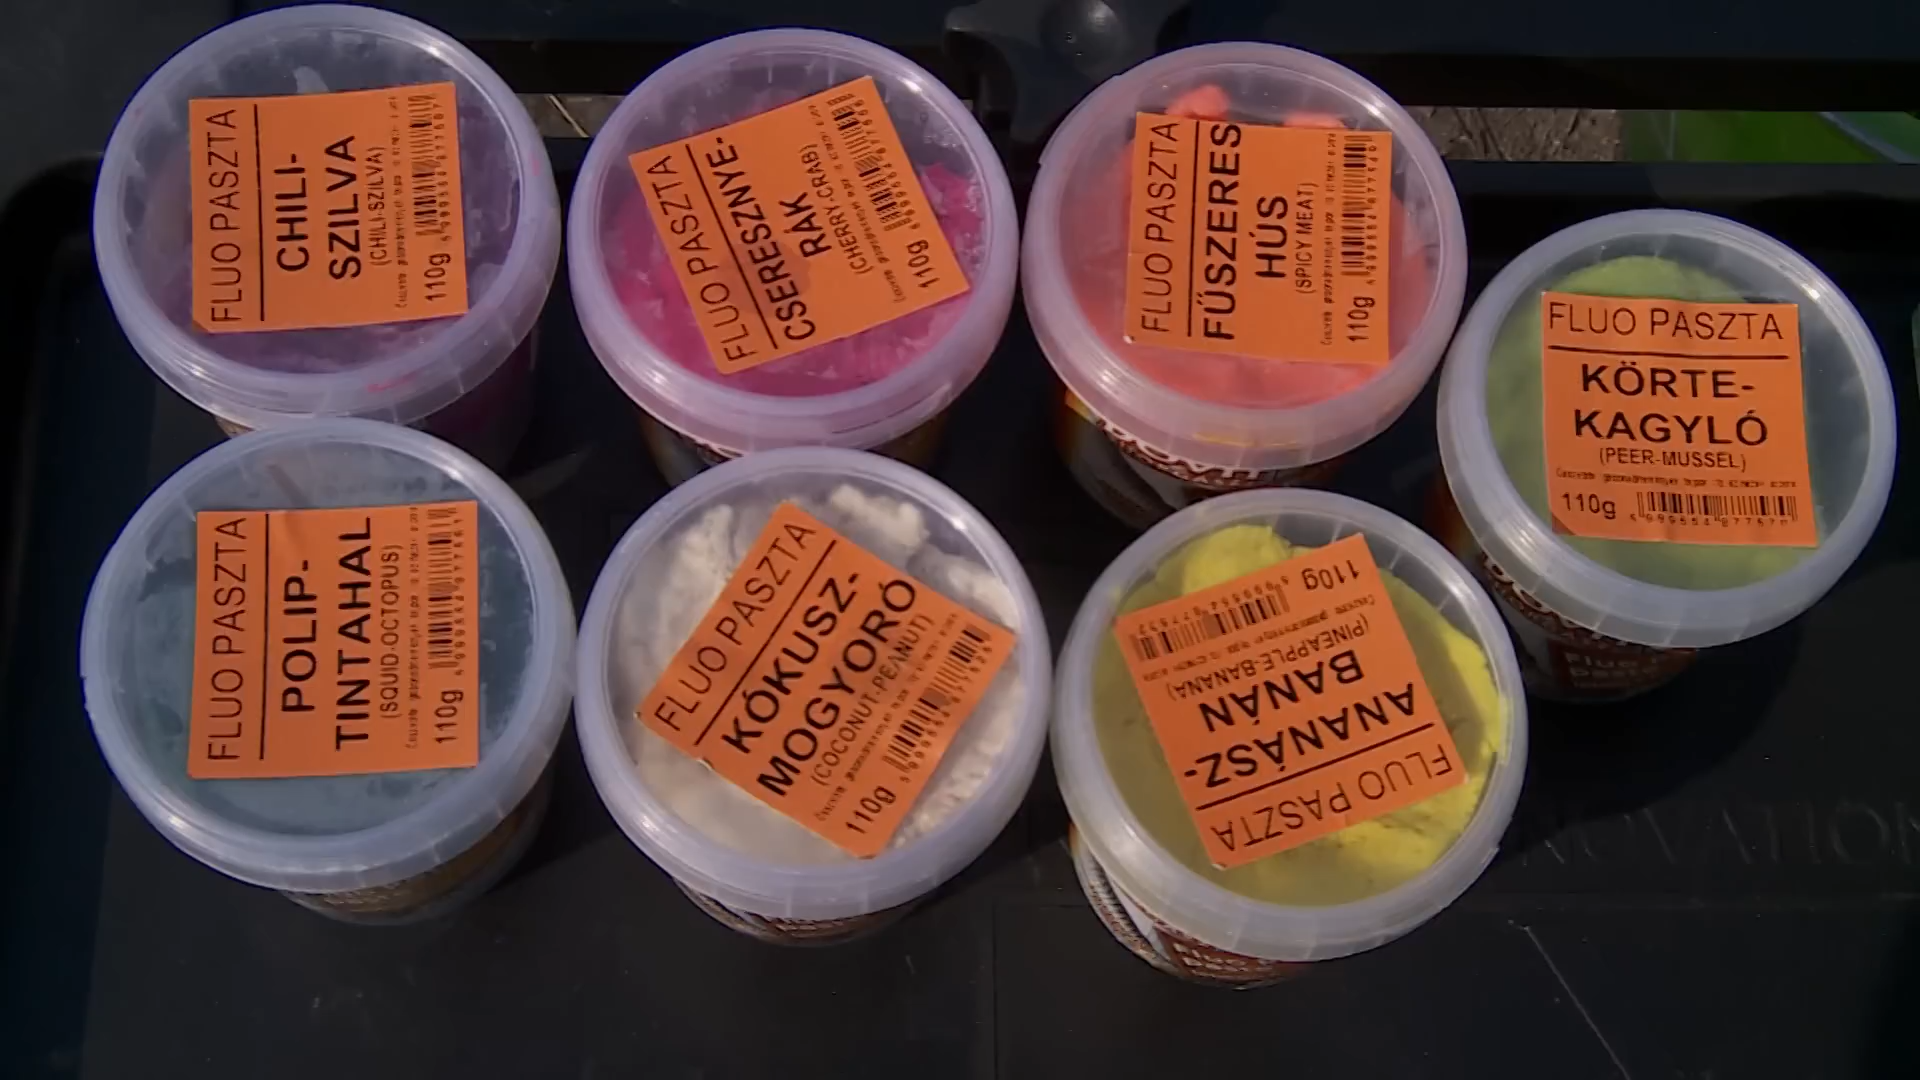 FLUO PASZTA
CHILI-
SZILVA
(CHILI-SZILVA)
110g
FLUO PASZTA
CSERESZNYE-
RÁK
(CHERRY-CRAB)
110g
FLUO PASZTA
FŰSZERES
HÚS
(SPICY MEAT)
110g
FLUO PASZTA
KÖRTE-
KAGYLÓ
(PEER-MUSSEL)
110g
FLUO PASZTA
POLIP-
TINTAHAL
(SQUID-OCTOPUS)
110g
FLUO PASZTA
KÓKUSZ-
MOGYORÓ
(COCONUT-PEANUT)
110g
FLUO PASZTA
ANANÁSZ-
BANÁN
(PINEAPPLE-BANANA)
110g